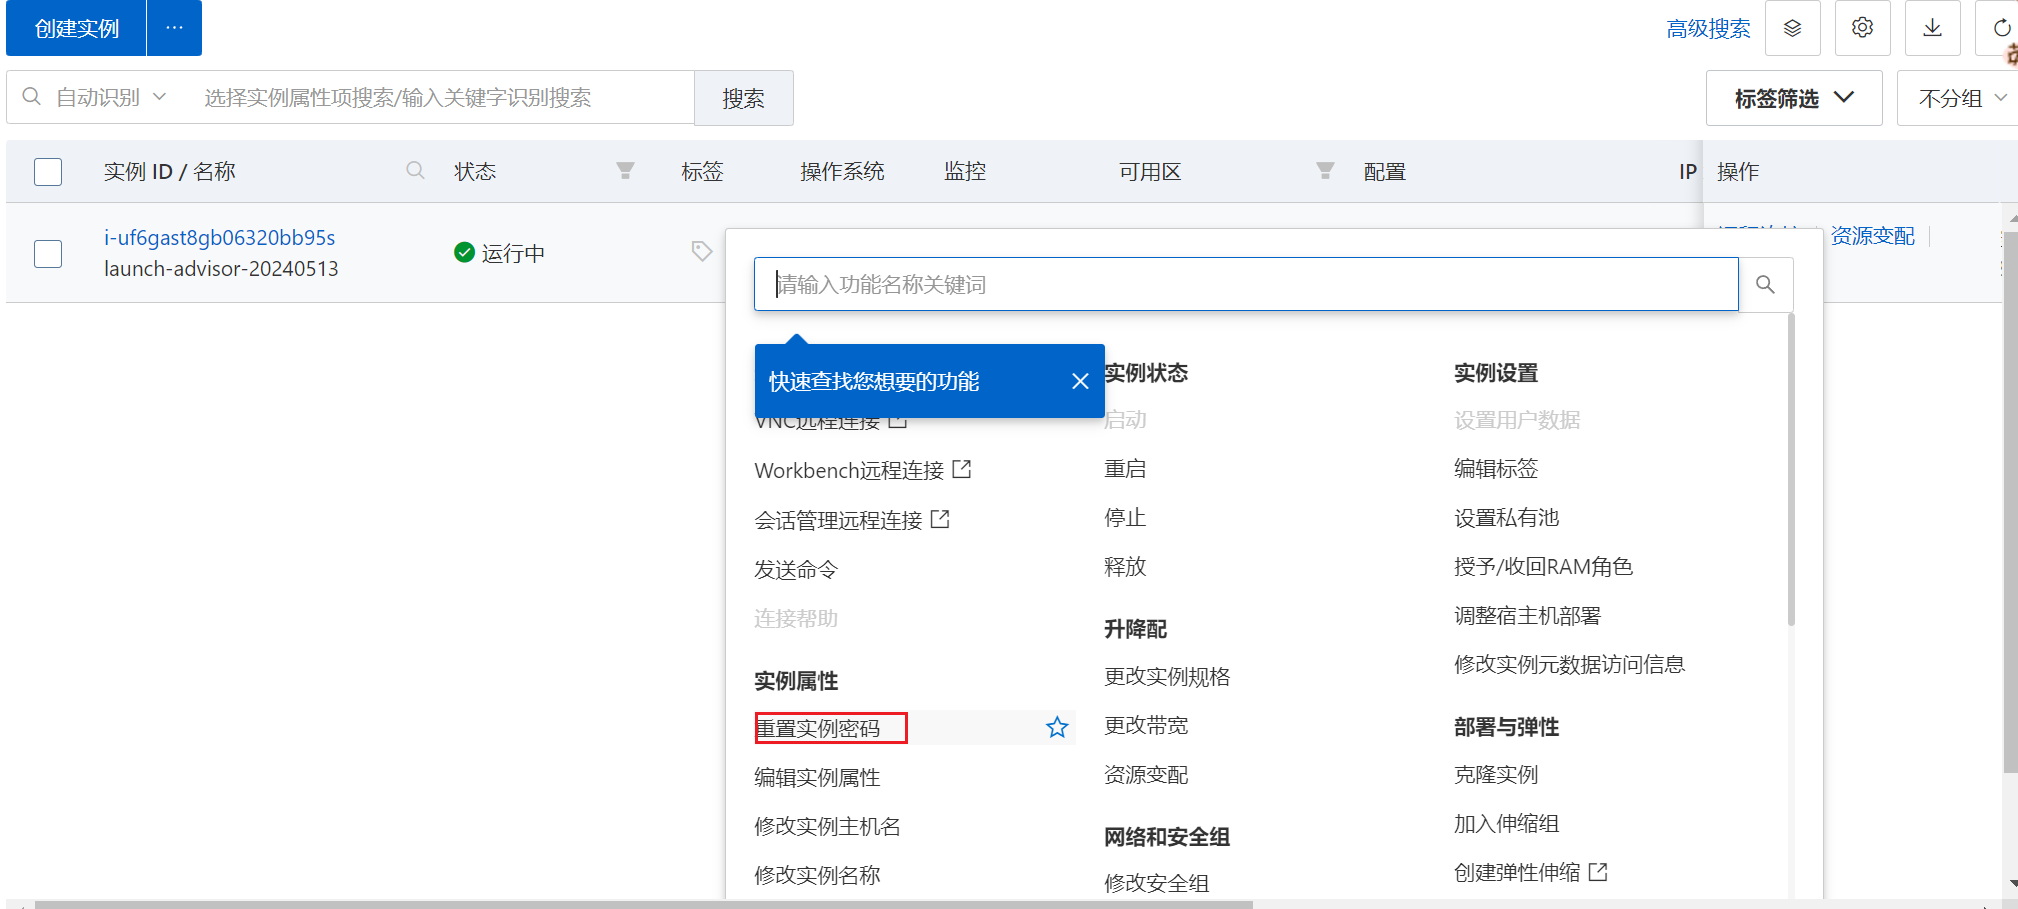 创建实例 ···
高级搜索
自动识别 选择实例属性项搜索/输入关键字识别搜索 搜索
标签筛选 不分组
实例 ID / 名称 状态 标签 操作系统 监控 可用区 配置 IP 操作
i-uf6gast8gb06320bb95s
launch-advisor-20240513
运行中
远程连接 资源变配
请输入功能名称关键词
快速查找您想要的功能
VNC远程连接
Workbench远程连接
会话管理远程连接
发送命令
连接帮助
实例属性
重置实例密码
编辑实例属性
修改实例主机名
修改实例名称
实例状态
启动
重启
停止
释放
升降配
更改实例规格
更改带宽
资源变配
网络和安全组
修改安全组
实例设置
设置用户数据
编辑标签
设置私有池
授予/收回RAM角色
调整宿主机部署
修改实例元数据访问信息
部署与弹性
克隆实例
加入伸缩组
创建弹性伸缩